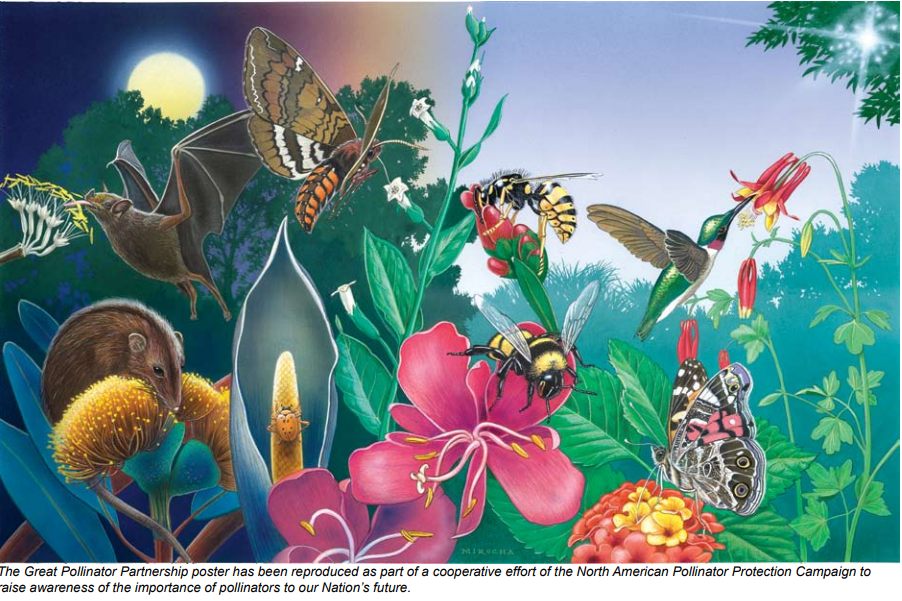 MIROCHA
The Great Pollinator Partnership poster has been reproduced as part of a cooperative effort of the North American Pollinator Protection Campaign to
raise awareness of the importance of pollinators to our Nation's future.